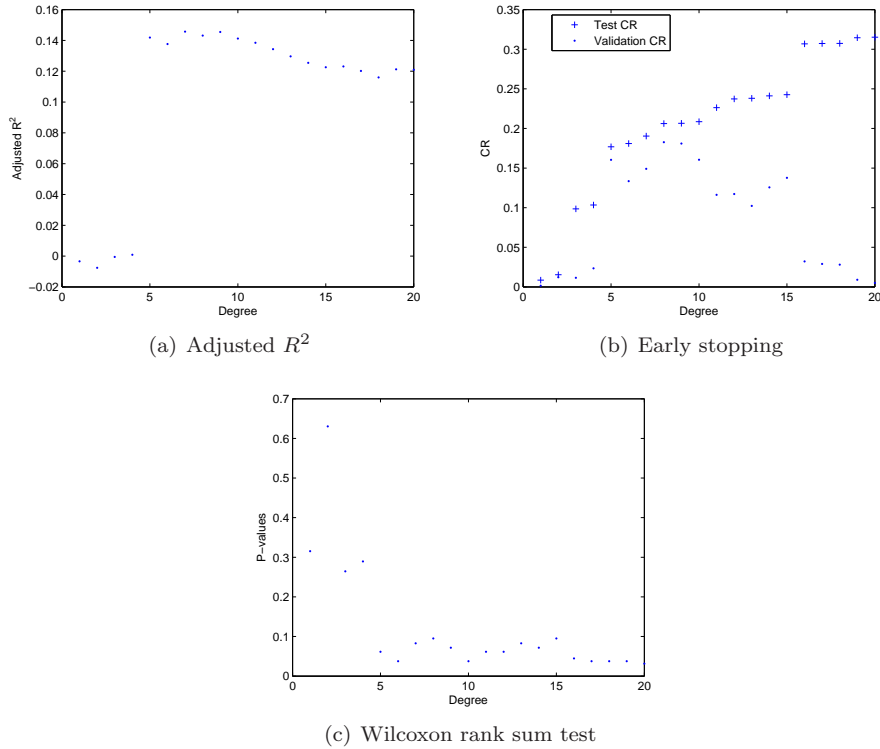 0.16
0.14
0.12
0.1
0.08
0.06
0.04
0.02
0
−0.02
Adjusted R²
0 5 10 15 20
Degree
(a) Adjusted R²
0.35
0.3
0.25
0.2
0.15
0.1
0.05
0
CR
Test CR
Validation CR
0 5 10 15 20
Degree
(b) Early stopping
0.7
0.6
0.5
0.4
0.3
0.2
0.1
0
P−values
0 5 10 15 20
Degree
(c) Wilcoxon rank sum test